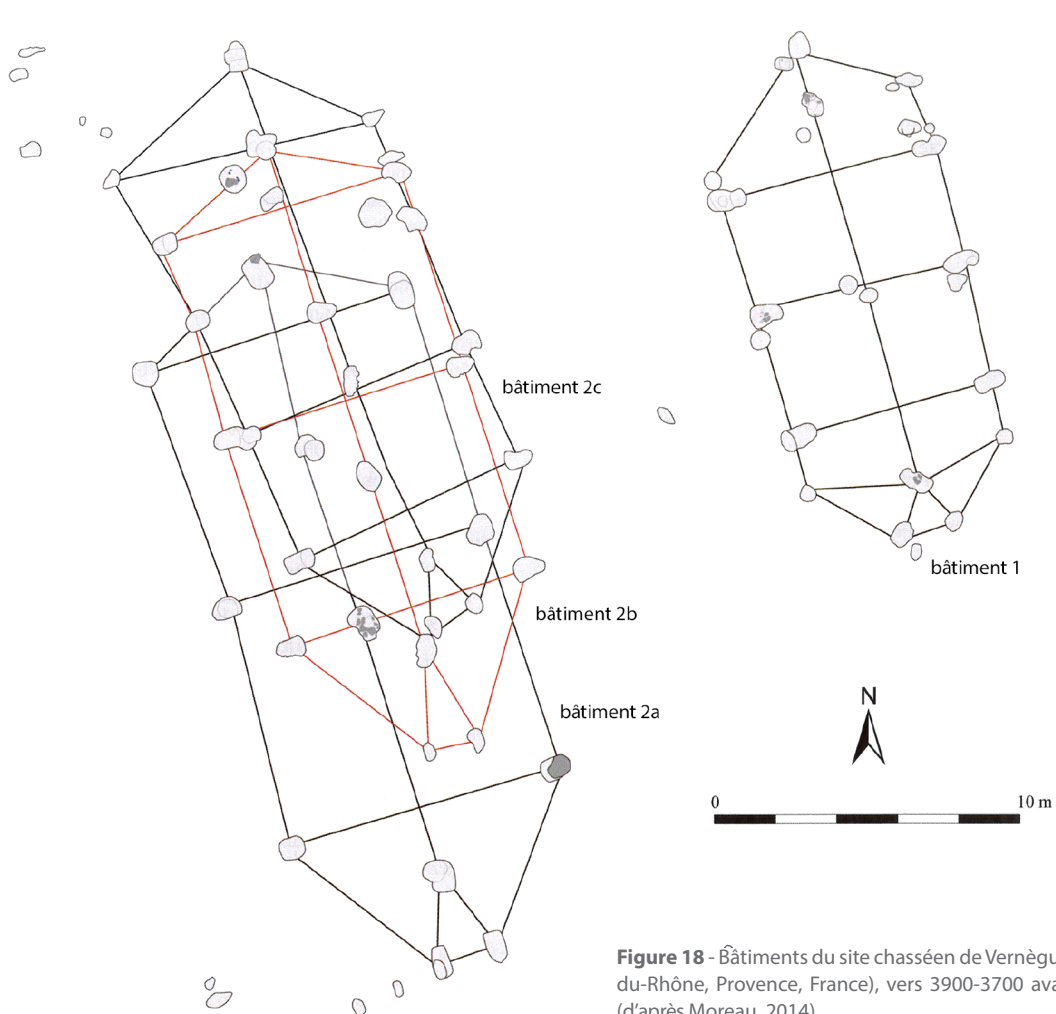 bâtiment 2c
bâtiment 1
bâtiment 2b
bâtiment 2a
N
0 10 m
Figure 18 - Bâtiments du site chasséen de Vernègu
du-Rhône, Provence, France), vers 3900-3700 ava
(d'après Moreau, 2014)